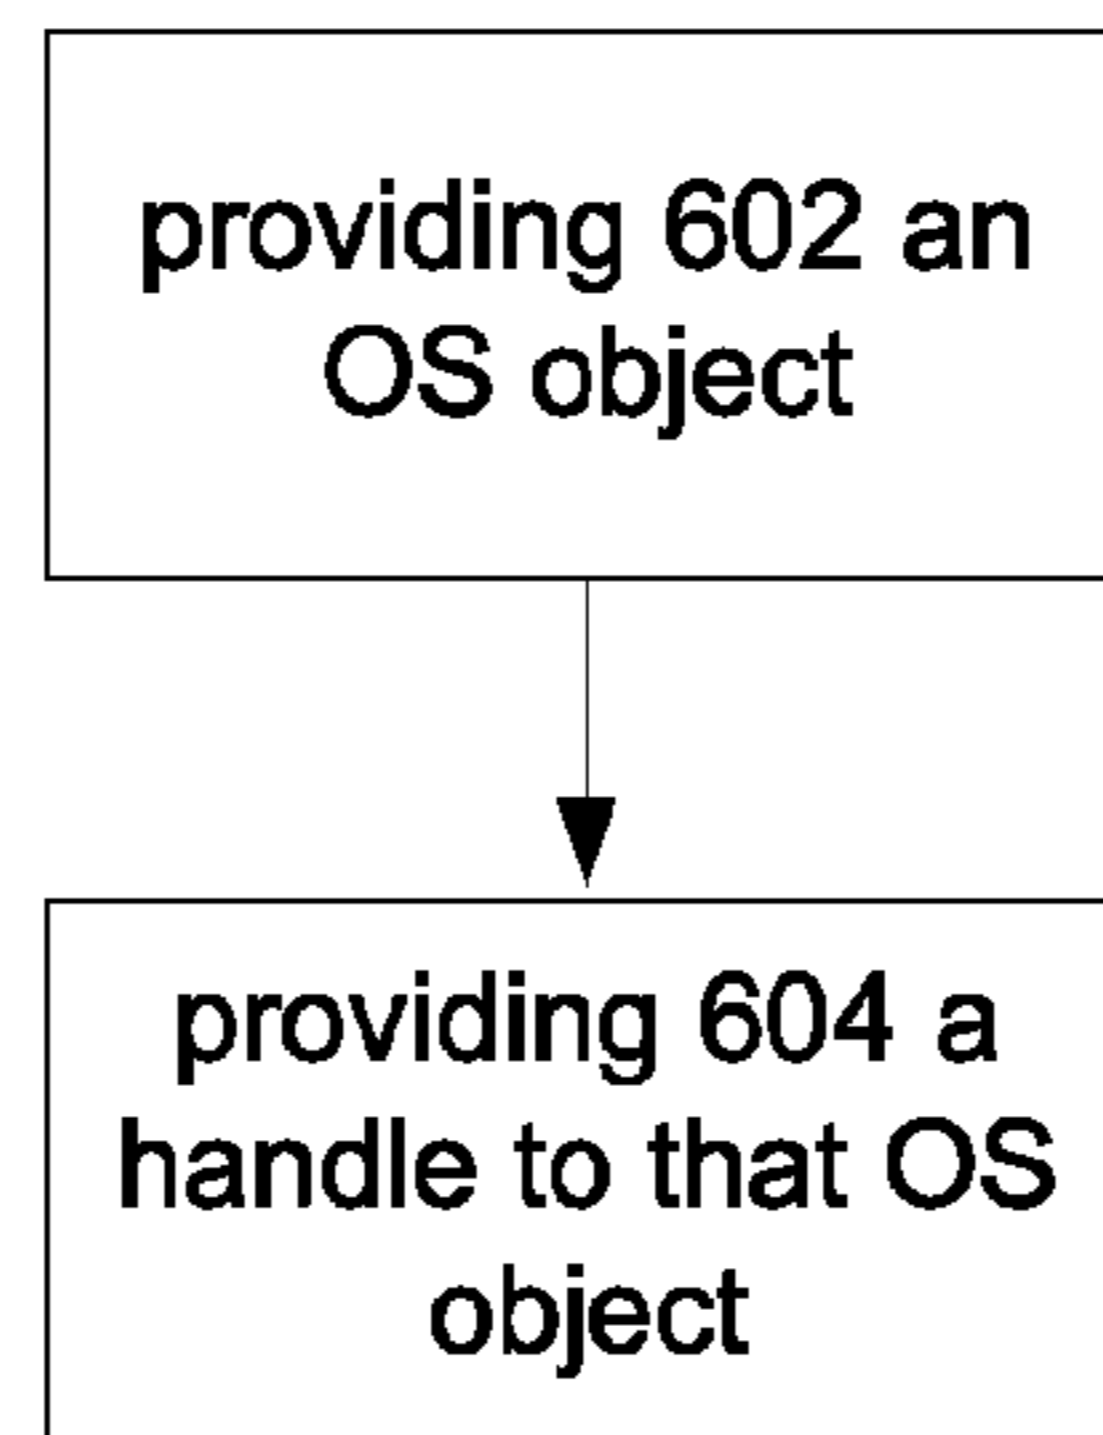 providing 602 an
OS object
providing 604 a
handle to that OS
object